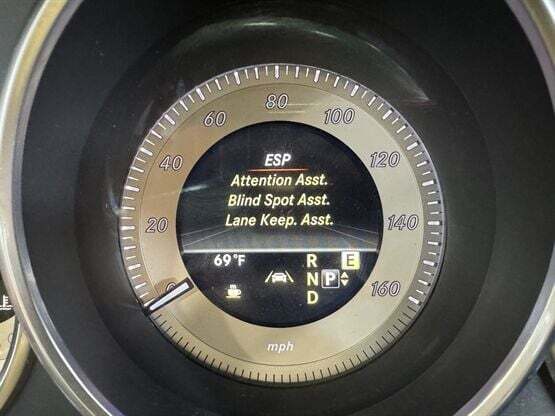 80
60 100
40 120
20 140
0 160
ESP
Attention Asst.
Blind Spot Asst.
Lane Keep. Asst.
69°F R E
N P
D
mph